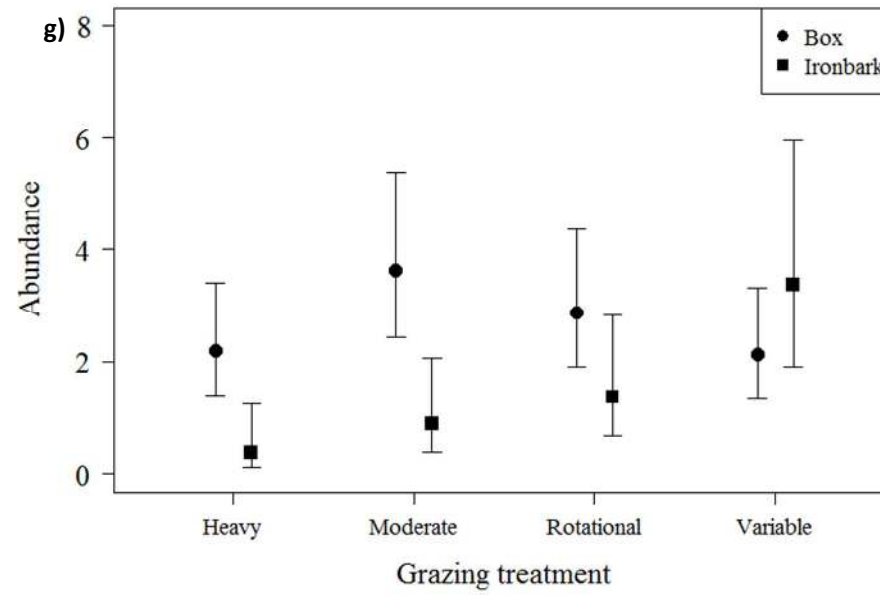 g)
8
6
4
2
0
Abundance
Box
Ironbark
Heavy Moderate Rotational Variable
Grazing treatment